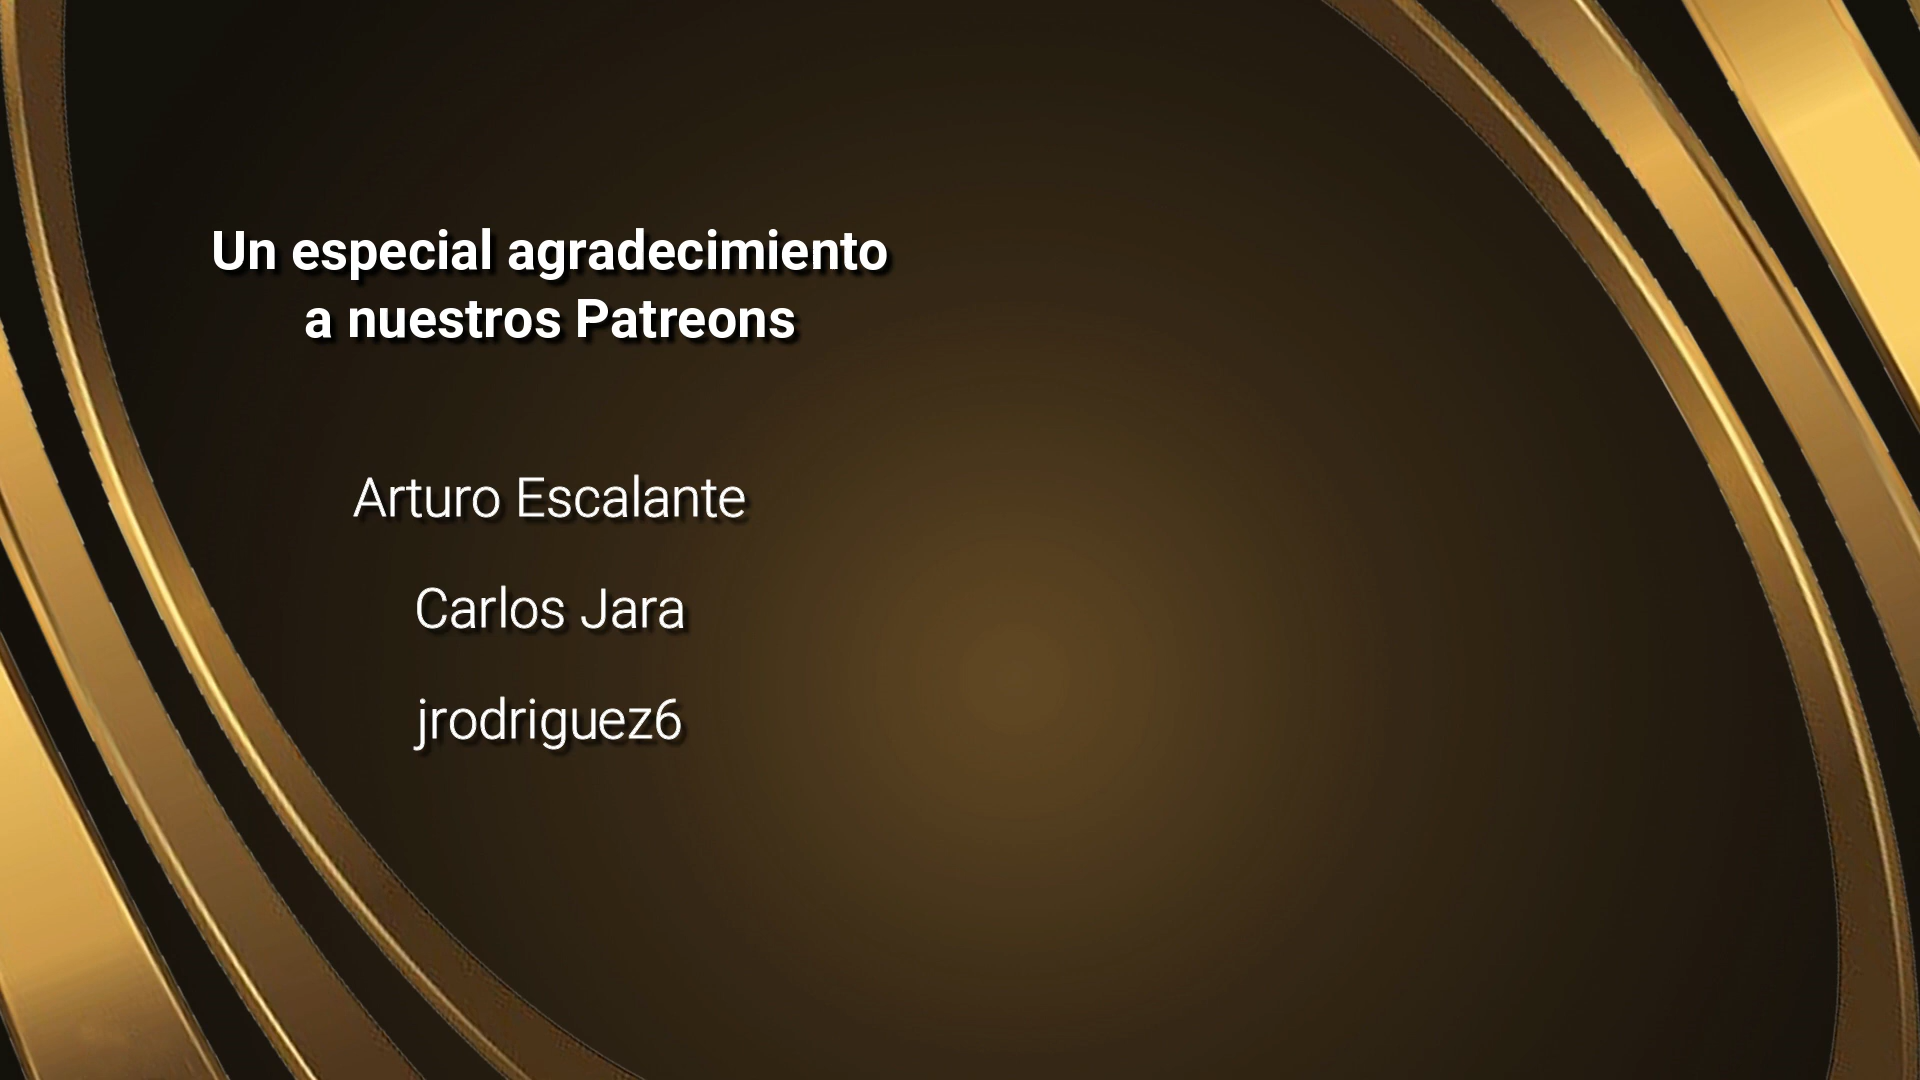 Un especial agradecimiento
a nuestros Patreons
Arturo Escalante
Carlos Jara
jrodriguez6